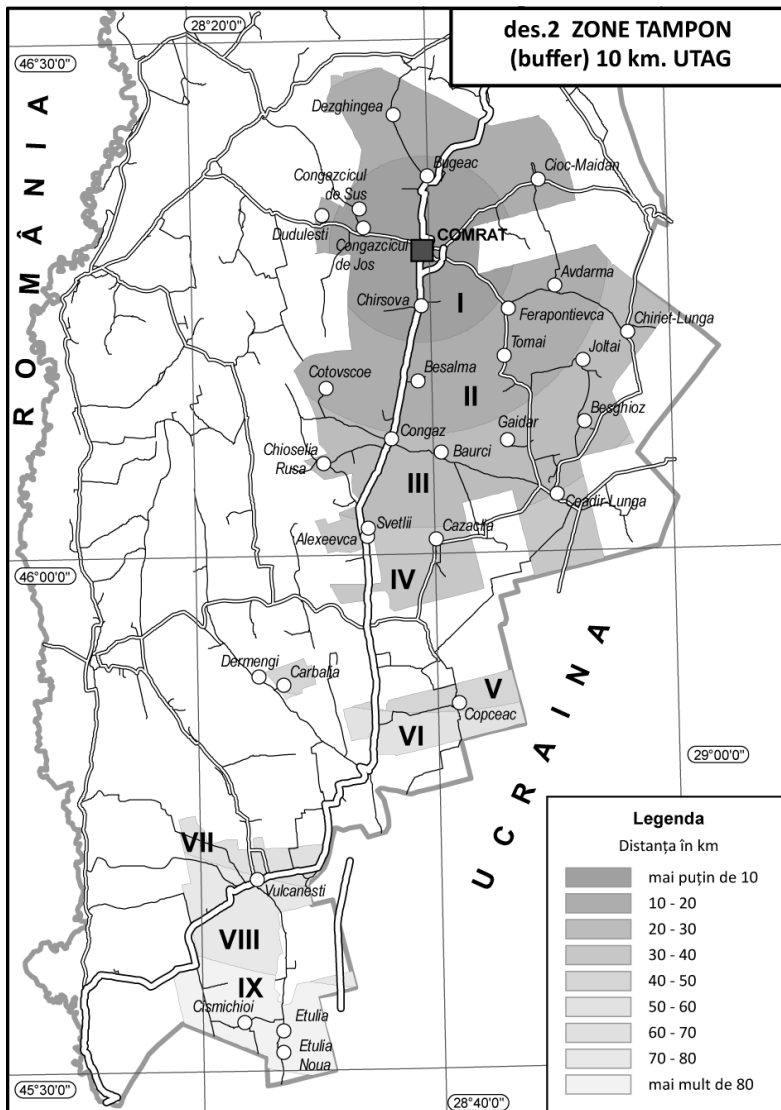 des.2 ZONE TAMPON
(buffer) 10 km. UTAG
28°20'0"
46°30'0"
ROMÂNIA
Dezghingea
Bugeac
Cioc-Maidan
Congazcicul
de Sus
Dudulesti
Congazcicul
de Jos
COMRAT
Avdarma
Chirsova
I
Ferapontievca
Chiriet-Lunga
Tomai
Joltai
Cotovscoe
Besalma
II
Besghioz
Gaidar
Congaz
Baurci
Chioselia
Rusa
III
Ceadir-Lunga
Svetlii
Alexeevca
Cazaclia
46°00'0"
IV
UCRAINA
Dermengi
Carbalia
V
Copceac
VI
29°00'0"
VII
Vulcanesti
VIII
IX
Cismichioi
Etulia
Etulia
Noua
45°30'0"
28°40'0"
Legenda
Distanța în km
mai puțin de 10
10 - 20
20 - 30
30 - 40
40 - 50
50 - 60
60 - 70
70 - 80
mai mult de 80